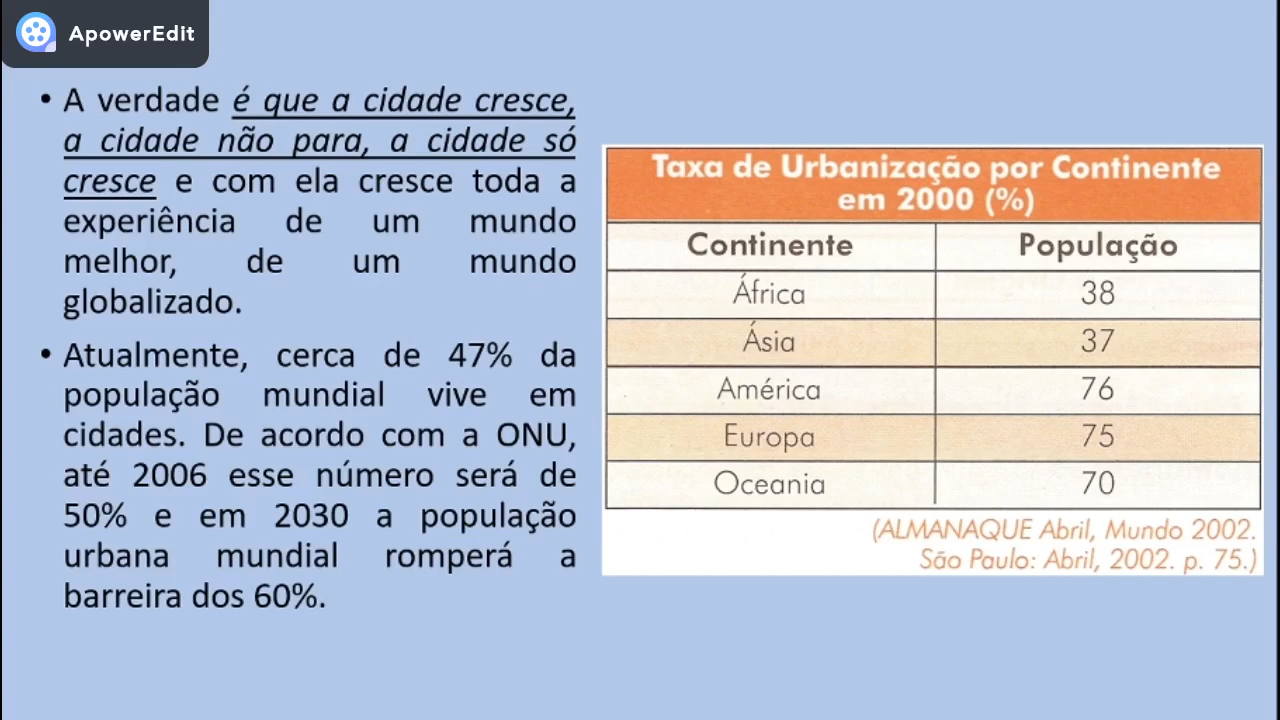 ApowerEdit
• A verdade é que a cidade cresce,
a cidade não para, a cidade só
cresce e com ela cresce toda a
experiência de um mundo
melhor, de um mundo
globalizado.
• Atualmente, cerca de 47% da
população mundial vive em
cidades. De acordo com a ONU,
até 2006 esse número será de
50% e em 2030 a população
urbana mundial romperá a
barreira dos 60%.
Taxa de Urbanização por Continente
em 2000 (%)
Continente População
África 38
Ásia 37
América 76
Europa 75
Oceania 70
(ALMANAQUE Abril, Mundo 2002.
São Paulo: Abril, 2002. p. 75.)